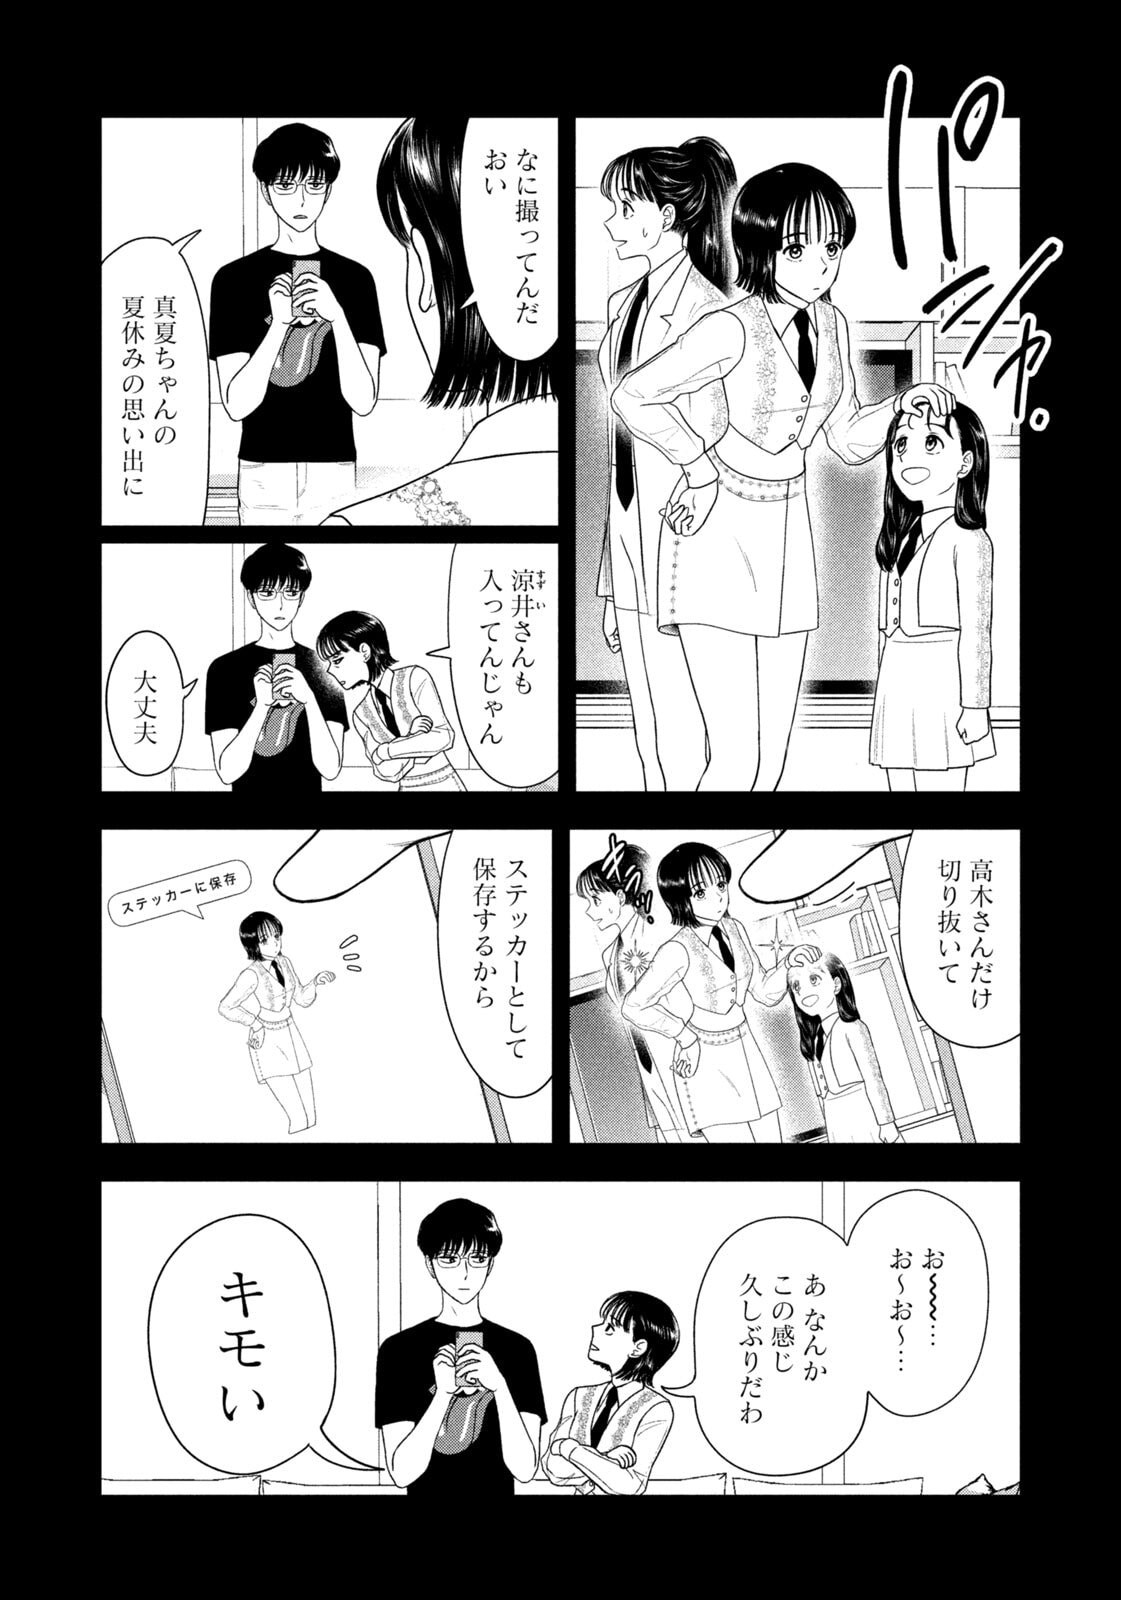 パシャ。
なに撮ってんだ
おい
真夏ちゃんの
夏休みの思い出に
涼井さんも
すずい
入ってんじゃん
大丈夫
高木さんだけ
切り抜いて
ステッカーとして
保存するから
ステッカーに保存
お〜〜〜…
お〜お〜…
あ なんか
この感じ
久しぶりだわ
キモい